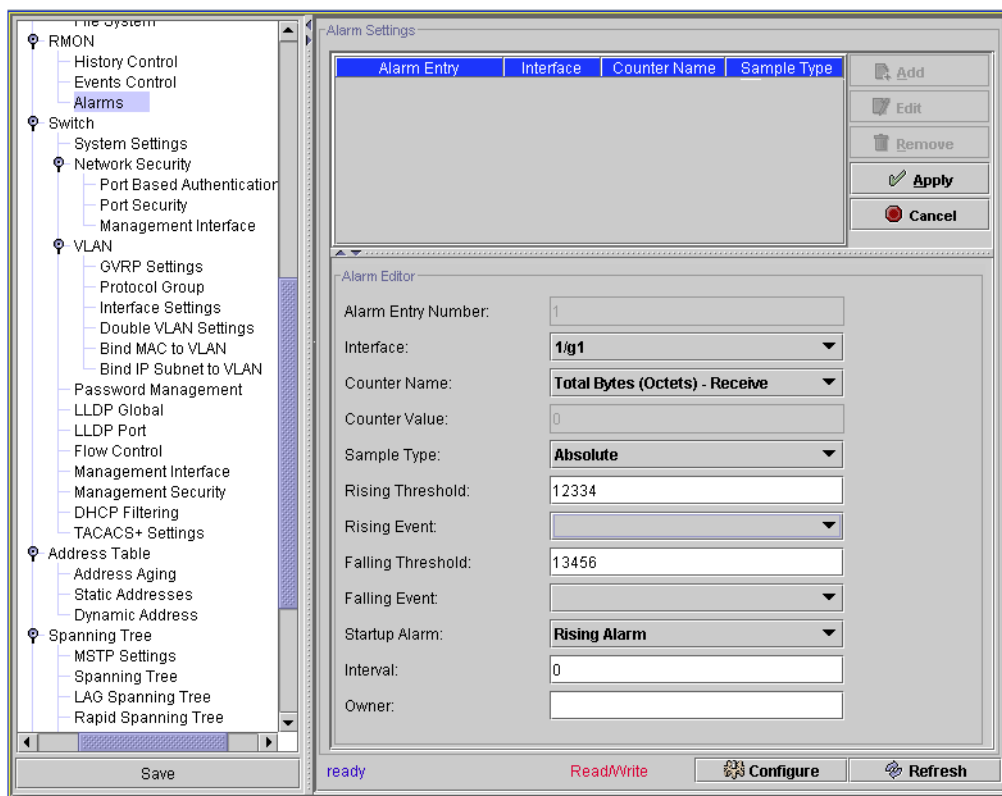 File System
RMON
History Control
Events Control
Alarms
Switch
System Settings
Network Security
Port Based Authentication
Port Security
Management Interface
VLAN
GVRP Settings
Protocol Group
Interface Settings
Double VLAN Settings
Bind MAC to VLAN
Bind IP Subnet to VLAN
Password Management
LLDP Global
LLDP Port
Flow Control
Management Interface
Management Security
DHCP Filtering
TACACS+ Settings
Address Table
Address Aging
Static Addresses
Dynamic Address
Spanning Tree
MSTP Settings
Spanning Tree
LAG Spanning Tree
Rapid Spanning Tree
Save
Alarm Settings
Alarm Entry Interface Counter Name Sample Type
Add
Edit
Remove
Apply
Cancel
Alarm Editor
Alarm Entry Number: 1
Interface: 1/g1
Counter Name: Total Bytes (Octets) - Receive
Counter Value: 0
Sample Type: Absolute
Rising Threshold: 12334
Rising Event:
Falling Threshold: 13456
Falling Event:
Startup Alarm: Rising Alarm
Interval: 0
Owner:
ready Read/Write Configure Refresh